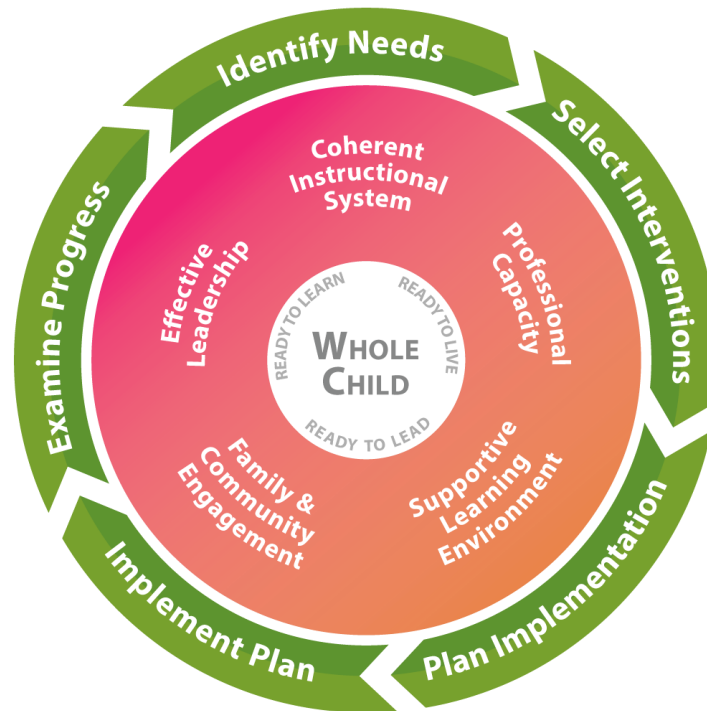 Identify Needs
Select Interventions
Plan Implementation
Implement Plan
Examine Progress
Coherent
Instructional
System
Professional
Capacity
Supportive
Learning
Environment
Family &
Community
Engagement
Effective
Leadership
READY TO LEARN
READY TO LIVE
READY TO LEAD
WHOLE
CHILD